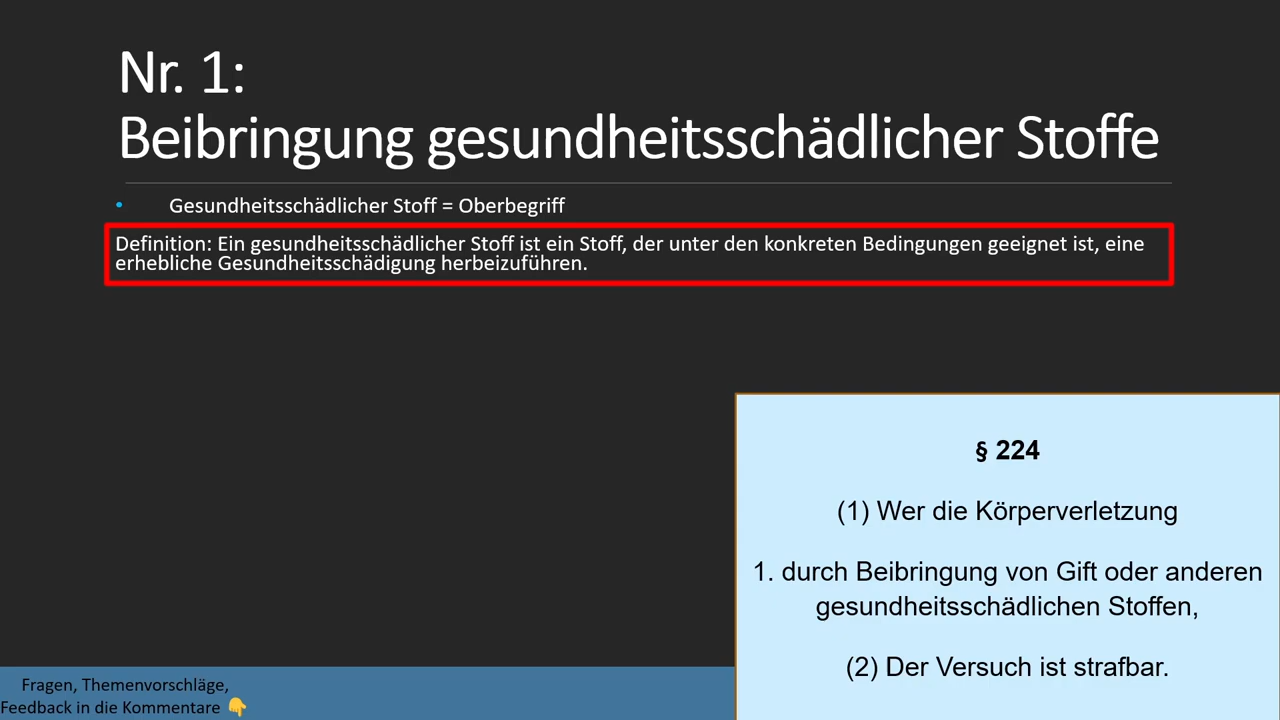 Nr. 1:
Beibringung gesundheitsschädlicher Stoffe
• Gesundheitsschädlicher Stoff = Oberbegriff
Definition: Ein gesundheitsschädlicher Stoff ist ein Stoff, der unter den konkreten Bedingungen geeignet ist, eine
erhebliche Gesundheitsschädigung herbeizuführen.
§ 224
(1) Wer die Körperverletzung
1. durch Beibringung von Gift oder anderen
gesundheitsschädlichen Stoffen,
(2) Der Versuch ist strafbar.
Fragen, Themenvorschläge,
Feedback in die Kommentare 👇